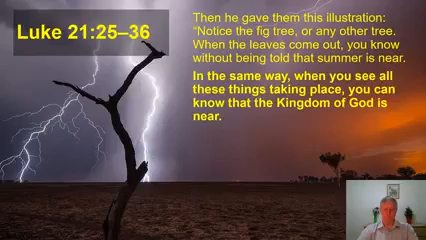 Luke 21:25–36
Then he gave them this illustration:
“Notice the fig tree, or any other tree.
When the leaves come out, you know
without being told that summer is near.
In the same way, when you see all
these things taking place, you can
know that the Kingdom of God is
near.